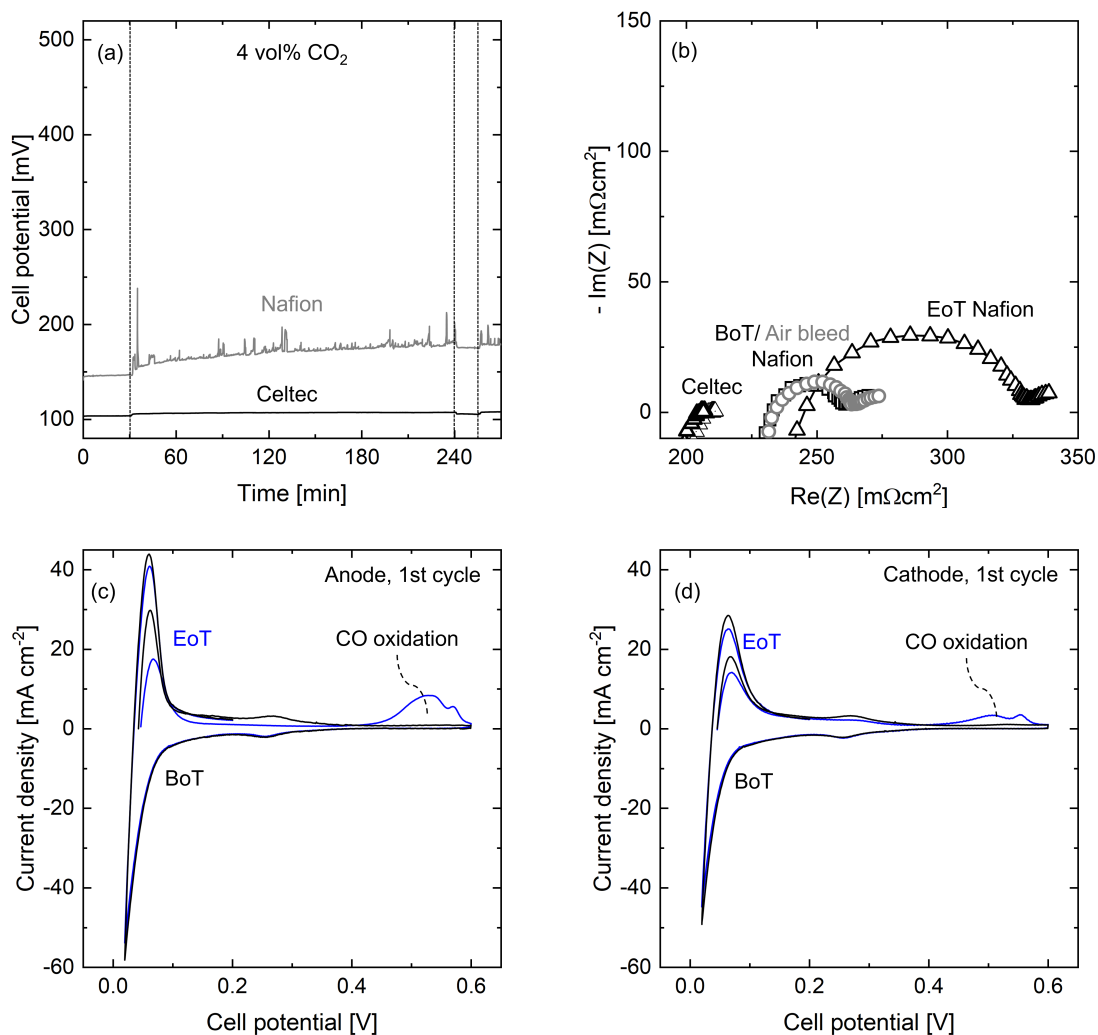 (a)
4 vol% CO₂
500
400
300
200
100
Cell potential [mV]
Nafion
Celtec
0
60
120
180
240
Time [min]
(b)
150
100
50
0
- Im(Z) [mΩcm²]
EoT Nafion
BoT/ Air bleed
Nafion
Celtec
200
250
300
350
Re(Z) [mΩcm²]
(c)
Anode, 1st cycle
40
20
0
-20
-40
-60
Current density [mA cm⁻²]
EoT
CO oxidation
BoT
0.0
0.2
0.4
0.6
Cell potential [V]
(d)
Cathode, 1st cycle
40
20
0
-20
-40
-60
Current density [mA cm⁻²]
EoT
CO oxidation
BoT
0.0
0.2
0.4
0.6
Cell potential [V]